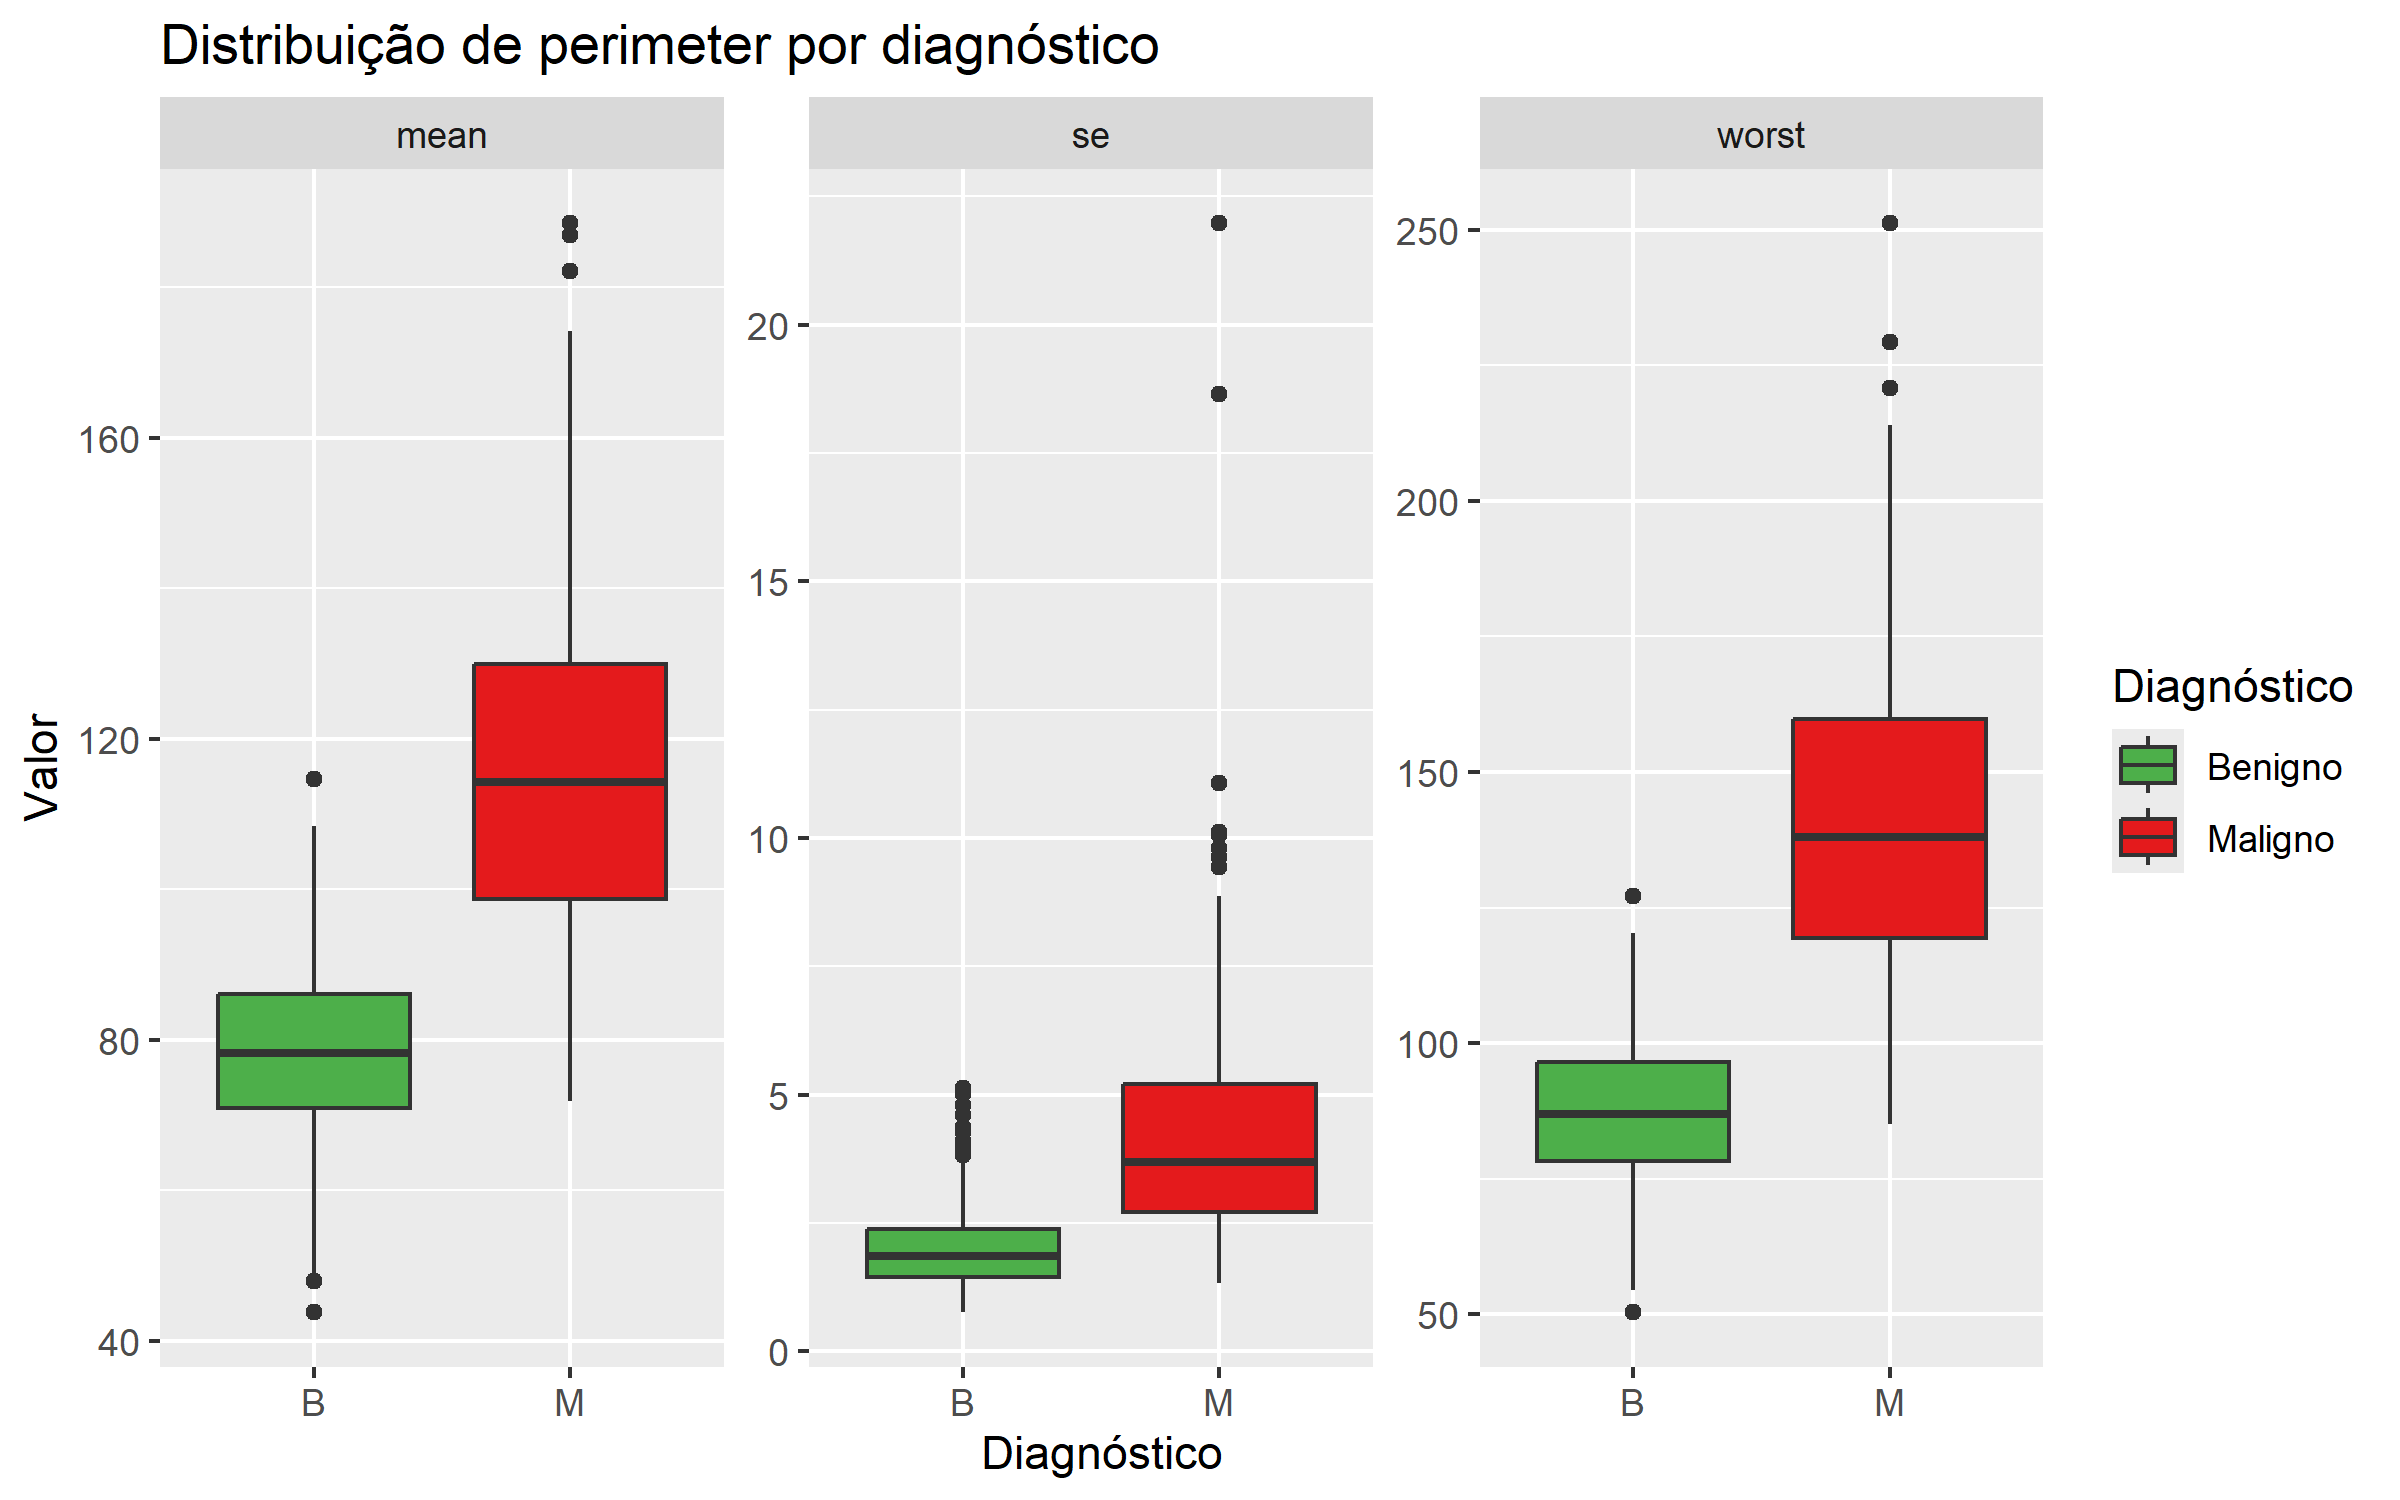 Distribuição de perimeter por diagnóstico
mean
se
worst
Valor
160
120
80
40
20
15
10
5
0
250
200
150
100
50
B
M
B
M
B
M
Diagnóstico
Diagnóstico
Benigno
Maligno